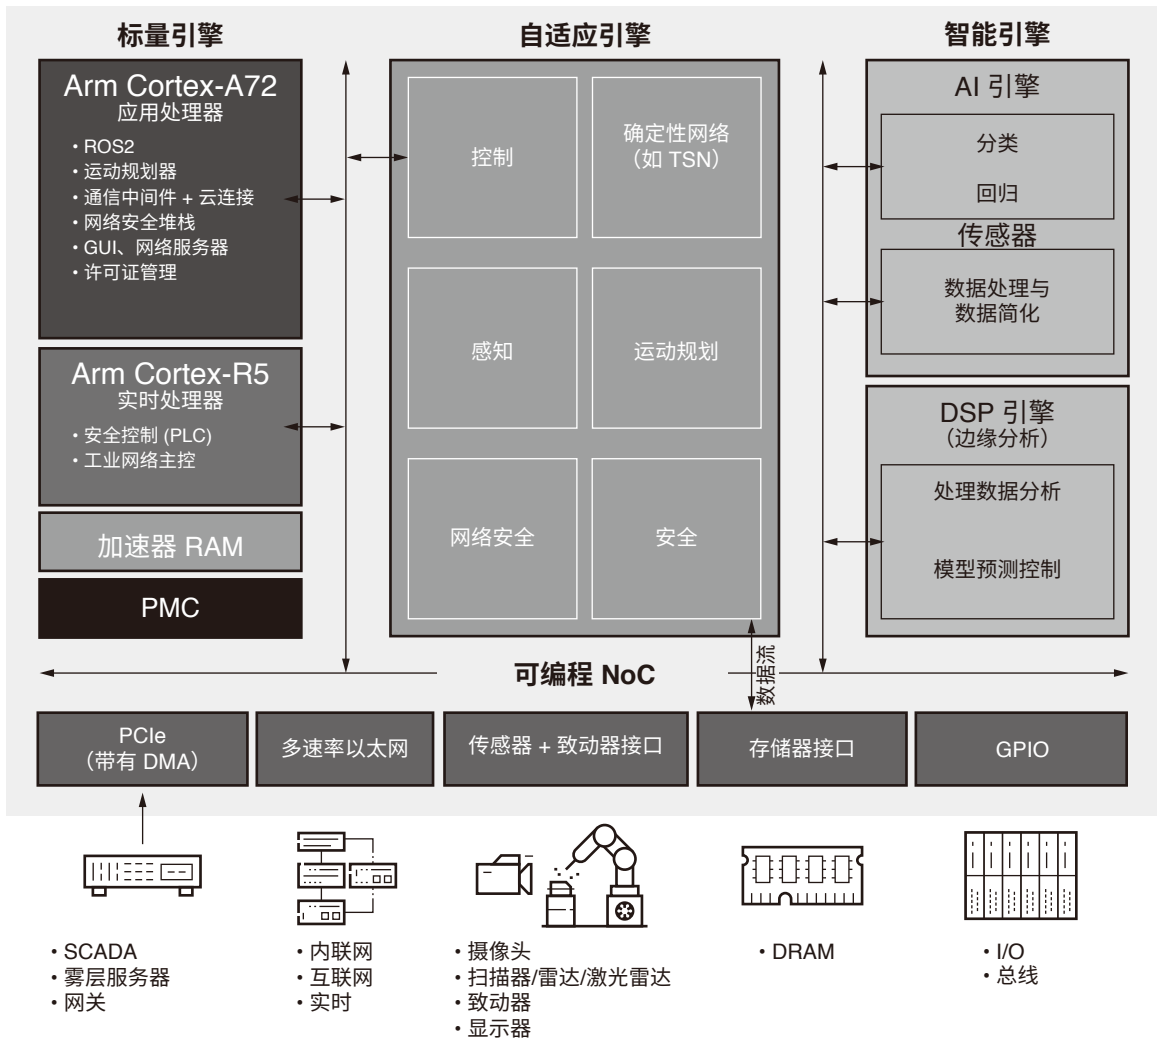 标量引擎
Arm Cortex-A72
应用处理器
• ROS2
• 运动规划器
• 通信中间件 + 云连接
• 网络安全堆栈
• GUI、网络服务器
• 许可证管理
Arm Cortex-R5
实时处理器
• 安全控制 (PLC)
• 工业网络主控
加速器 RAM
PMC
自适应引擎
控制
确定性网络
（如 TSN）
感知
运动规划
网络安全
安全
智能引擎
AI 引擎
分类
回归
传感器
数据处理与
数据简化
DSP 引擎
（边缘分析）
处理数据分析
模型预测控制
可编程 NoC
数据流
PCIe
（带有 DMA）
多速率以太网
传感器 + 致动器接口
存储器接口
GPIO
• SCADA
• 雾层服务器
• 网关
• 内联网
• 互联网
• 实时
• 摄像头
• 扫描器/雷达/激光雷达
• 致动器
• 显示器
• DRAM
• I/O
• 总线